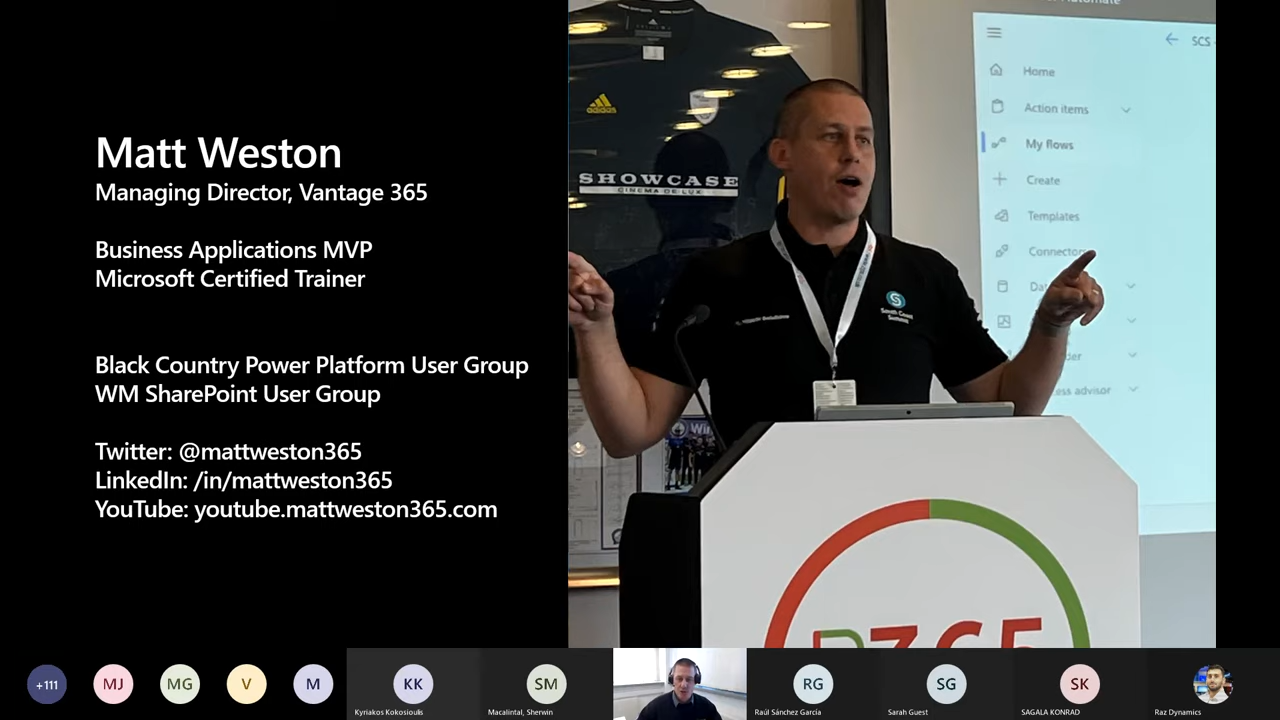 Matt Weston
Managing Director, Vantage 365
Business Applications MVP
Microsoft Certified Trainer
Black Country Power Platform User Group
WM SharePoint User Group
Twitter: @mattweston365
LinkedIn: /in/mattweston365
YouTube: youtube.mattweston365.com
adidas
SHOWCASE
CINEMA DE LUX
SCS
Home
Action items
My flows
Create
Templates
Connectors
South Coast
Summit
+111
MJ
MG
V
M
KK
Kyriakos Kokosioulis
SM
Macalintal, Sherwin
RG
Raúl Sánchez García
SG
Sarah Guest
SK
SAGALA KONRAD
Raz Dynamics